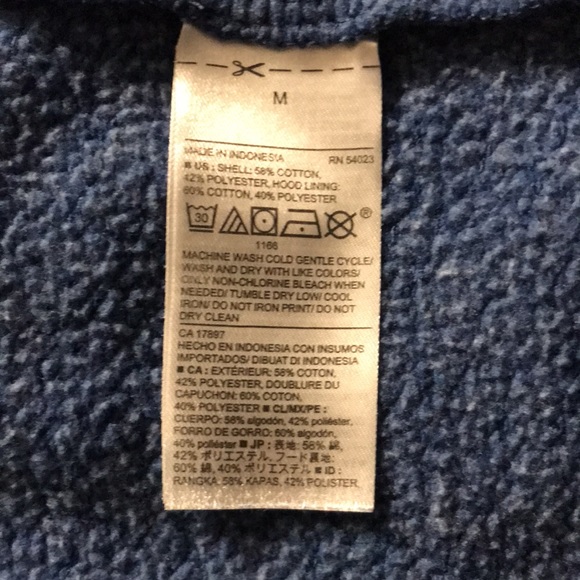 M
MADE IN INDONESIA RN 54023
■ US : SHELL: 58% COTTON,
42% POLYESTER, HOOD LINING:
60% COTTON, 40% POLYESTER
30 ®
1166
MACHINE WASH COLD GENTLE CYCLE/
WASH AND DRY WITH LIKE COLORS/
ONLY NON-CHLORINE BLEACH WHEN
NEEDED/ TUMBLE DRY LOW/ COOL
IRON/ DO NOT IRON PRINT/ DO NOT
DRY CLEAN
CA 17897
HECHO EN INDONESIA CON INSUMOS
IMPORTADOS/ DIBUAT DI INDONESIA
■ CA : EXTÉRIEUR: 58% COTON,
42% POLYESTER, DOUBLURE DU
CAPUCHON: 60% COTON,
40% POLYESTER ■ CL/MX/PE :
CUERPO: 58% algodón, 42% poliéster,
FORRO DE GORRO: 60% algodón,
40% poliéster ■ JP : 表地: 58% 綿,
42% ポリエステル, フード裏地:
60% 綿, 40% ポリエステル ■ ID :
RANGKA: 58% KAPAS, 42% POLISTER,